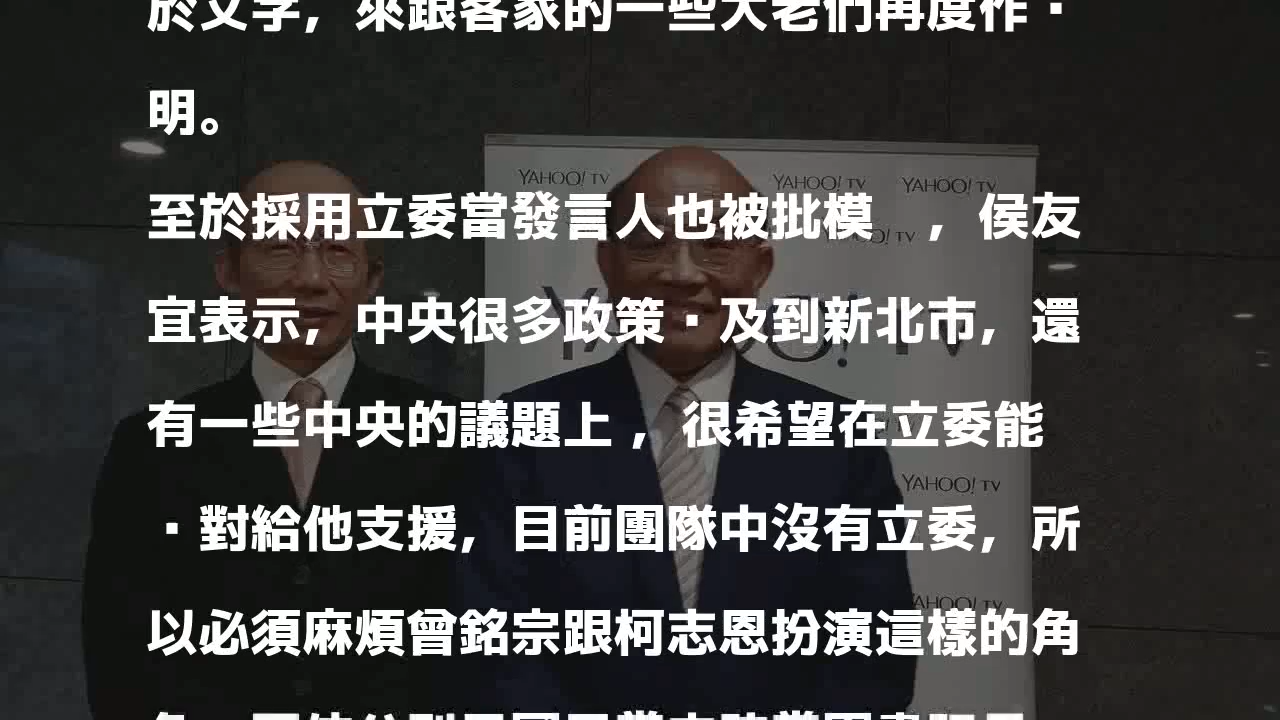 於文字，來跟客家的一些大老們再度作·
明。
至於採用立委當發言人也被批模　，侯友
宜表示，中央很多政策·及到新北市，還
有一些中央的議題上，很希望在立委能
·對給他支援，目前團隊中沒有立委，所
以必須麻煩曾銘宗跟柯志恩扮演這樣的角
YAHOO! TV
YAHOO! TV
YAHOO! TV
YAHOO! TV
YAHOO! TV
YAHOO! TV